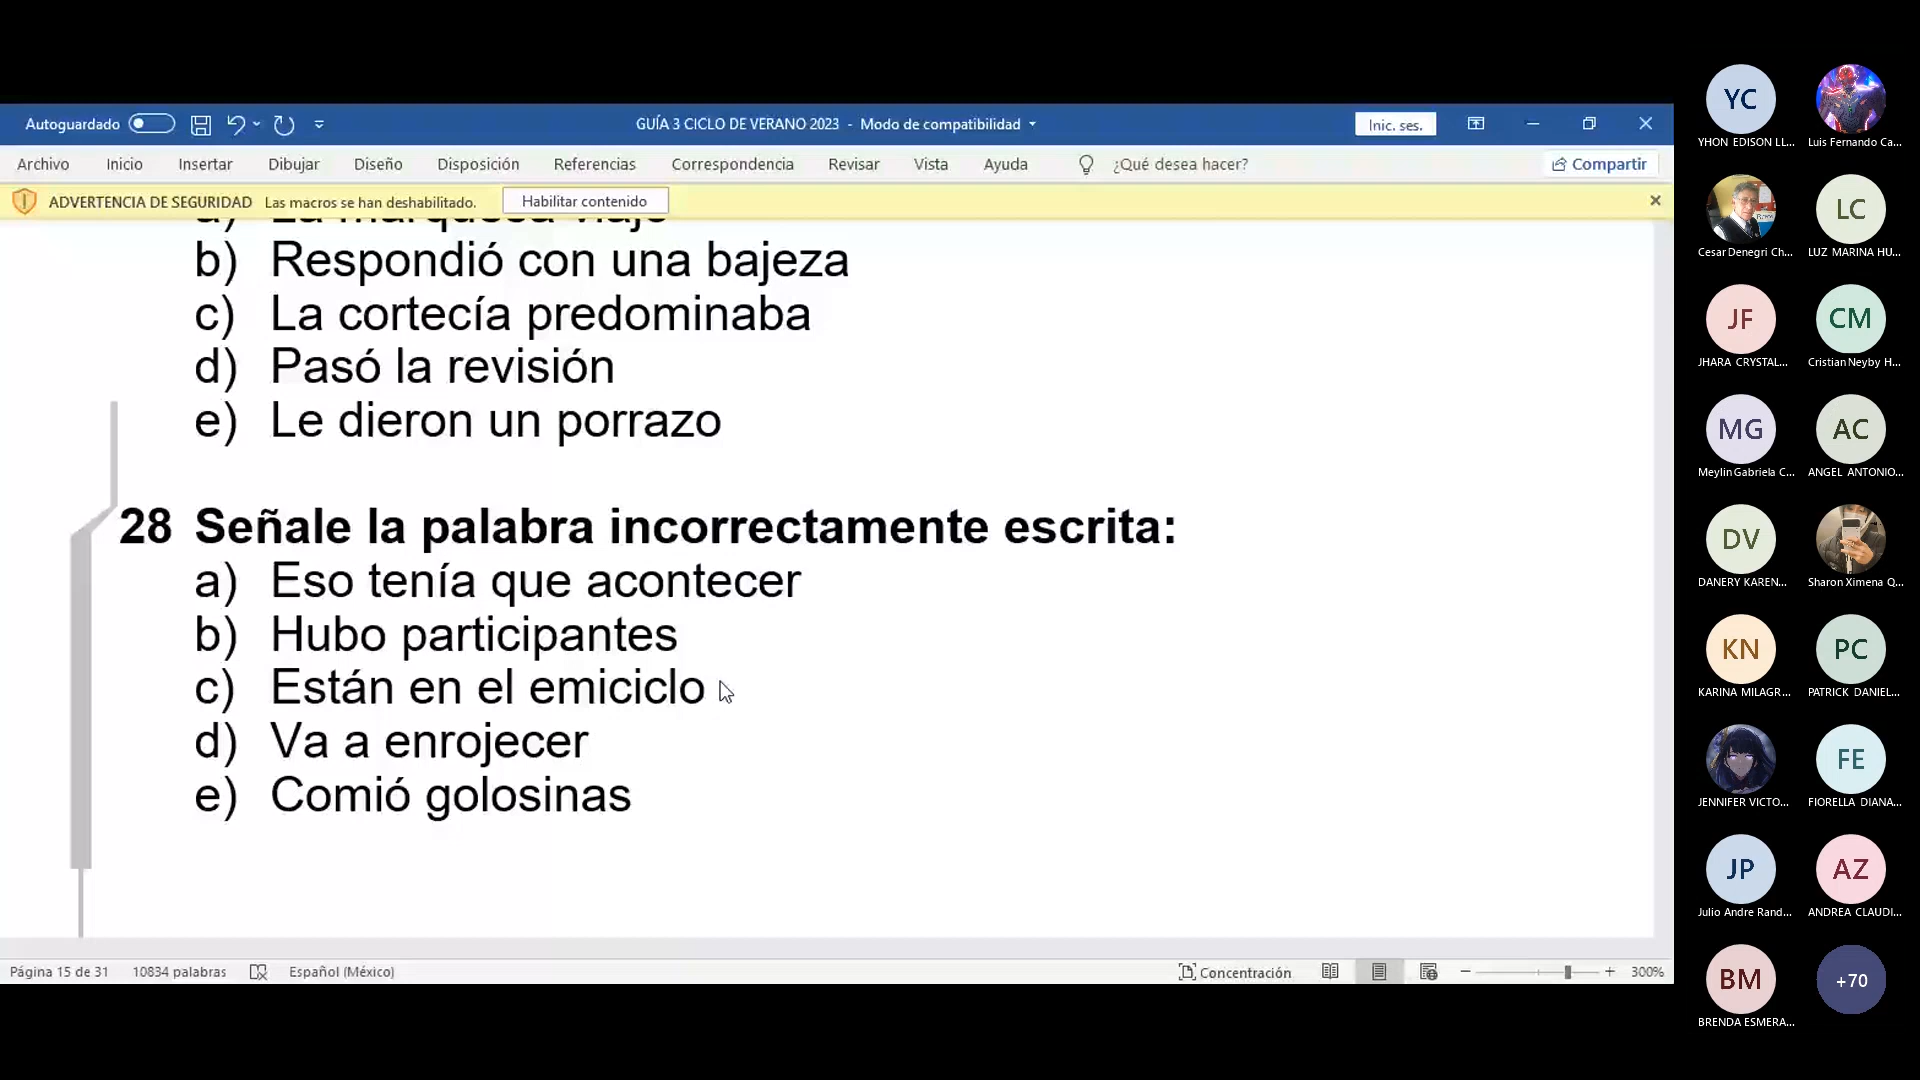 Autoguardado
GUÍA 3 CICLO DE VERANO 2023 - Modo de compatibilidad
Inic. ses.
Archivo Inicio Insertar Dibujar Diseño Disposición Referencias Correspondencia Revisar Vista Ayuda ¿Qué desea hacer? Compartir
ADVERTENCIA DE SEGURIDAD Las macros se han deshabilitado. Habilitar contenido
a) La marquesa viajó
b) Respondió con una bajeza
c) La cortecía predominaba
d) Pasó la revisión
e) Le dieron un porrazo
28 Señale la palabra incorrectamente escrita:
a) Eso tenía que acontecer
b) Hubo participantes
c) Están en el emiciclo
d) Va a enrojecer
e) Comió golosinas
Página 15 de 31 10834 palabras Español (México) Concentración 300%
YC
YHON EDISON LL... Luis Fernando Ca...
LC
Cesar Denegri Ch... LUZ MARINA HU...
JF CM
JHARA CRYSTAL... Cristian Neyby H...
MG AC
Meylin Gabriela C... ANGEL ANTONIO...
DV
DANERY KAREN... Sharon Ximena Q...
KN PC
KARINA MILAGR... PATRICK DANIEL...
FE
JENNIFER VICTO... FIORELLA DIANA...
JP AZ
Julio Andre Rand... ANDREA CLAUDI...
BM +70
BRENDA ESMERA...